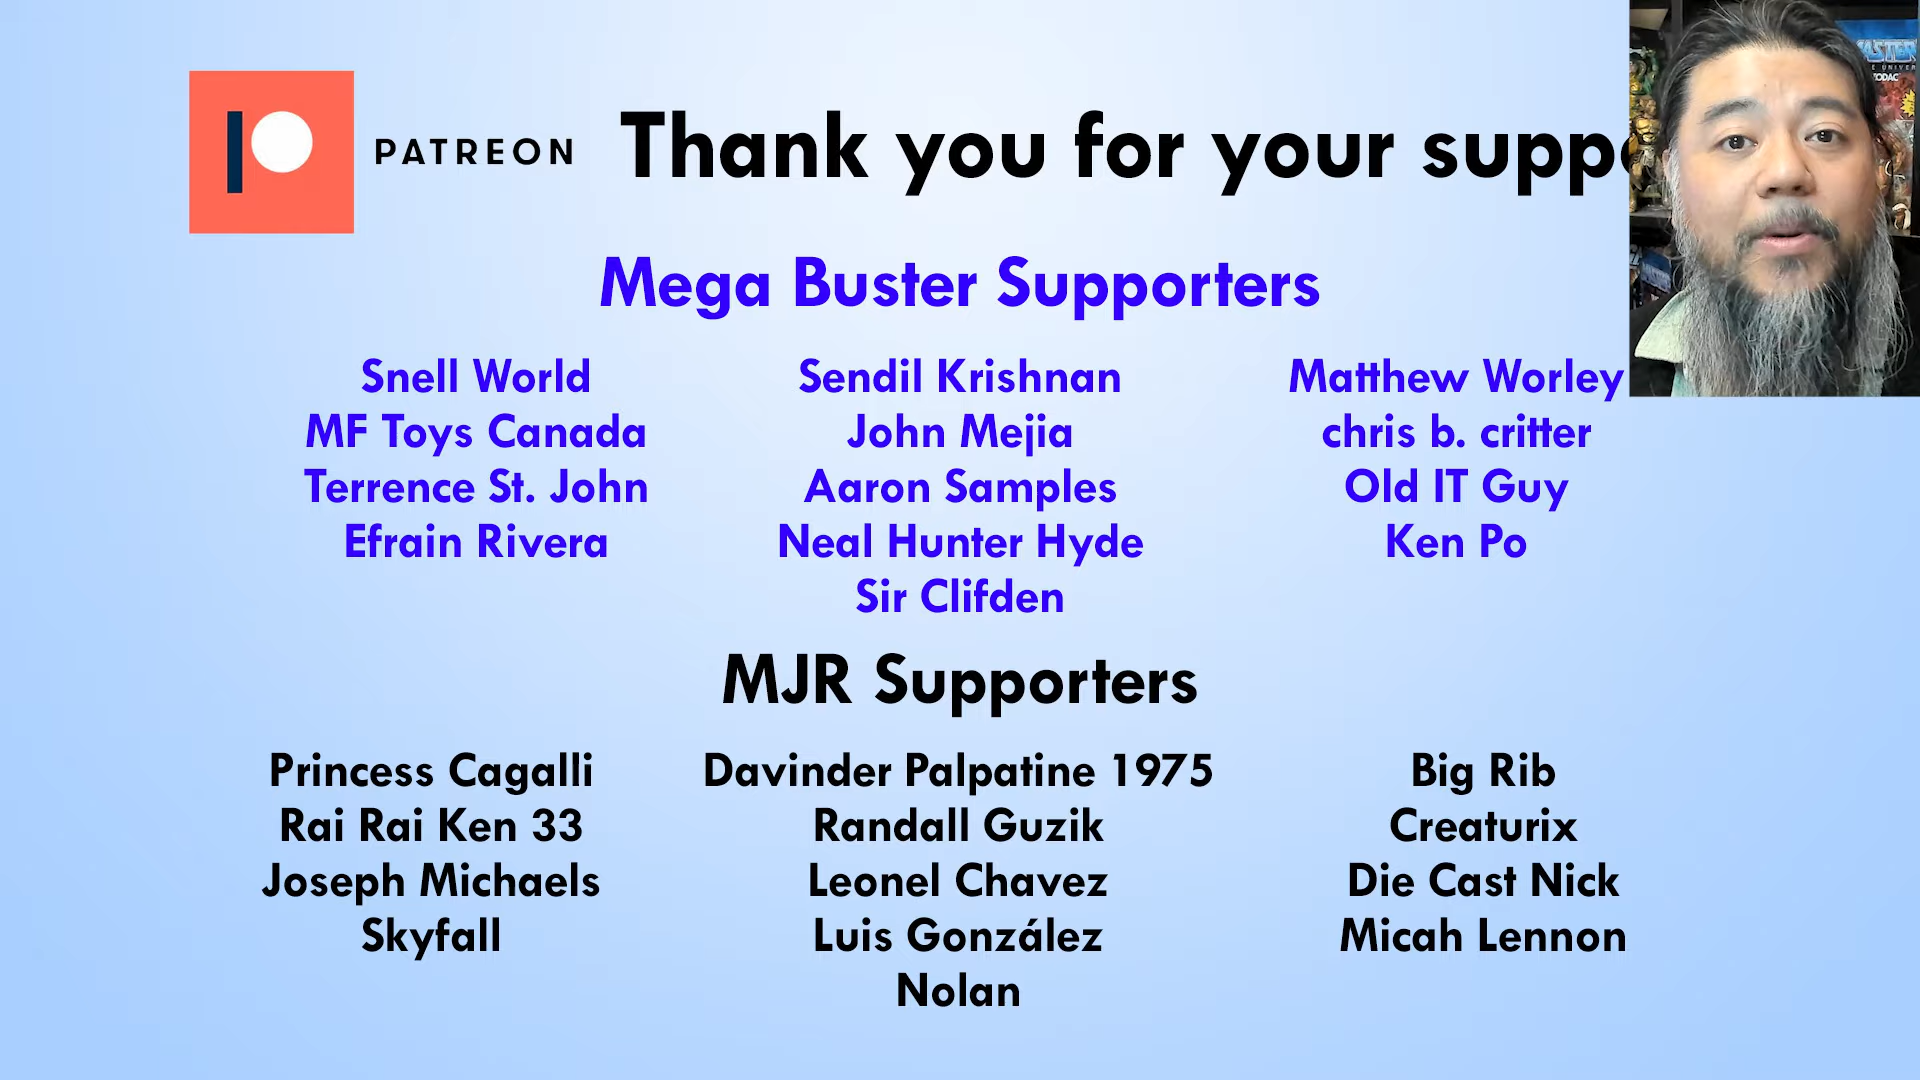 PATREON
Thank you for your
Mega Buster Supporters
Snell World
MF Toys Canada
Terrence St. John
Efrain Rivera
Sendil Krishnan
John Mejia
Aaron Samples
Neal Hunter Hyde
Sir Clifden
Matthew Worley
chris b. critter
Old IT Guy
Ken Po
MJR Supporters
Princess Cagalli
Rai Rai Ken 33
Joseph Michaels
Skyfall
Davinder Palpatine 1975
Randall Guzik
Leonel Chavez
Luis González
Nolan
Big Rib
Creaturix
Die Cast Nick
Micah Lennon